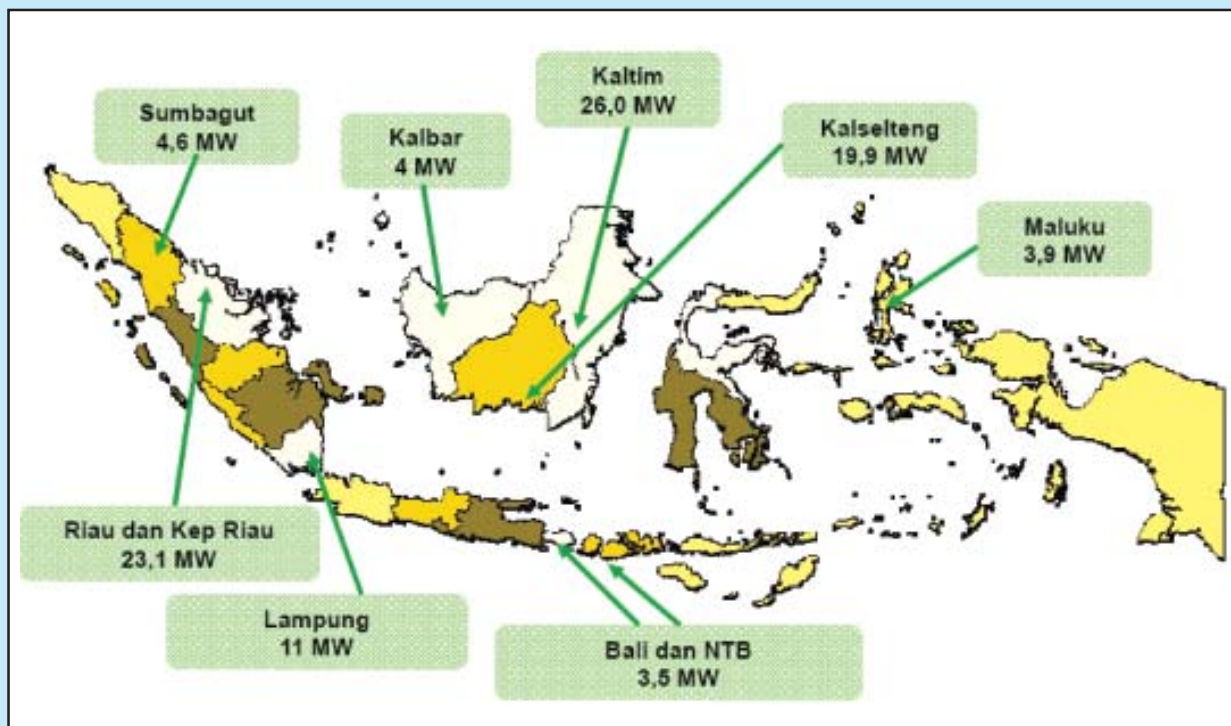 Kaltim
26,0 MW
Sumbagut
4,6 MW
Kalbar
4 MW
Kalselteng
19,9 MW
Maluku
3,9 MW
Riau dan Kep Riau
23,1 MW
Lampung
11 MW
Bali dan NTB
3,5 MW